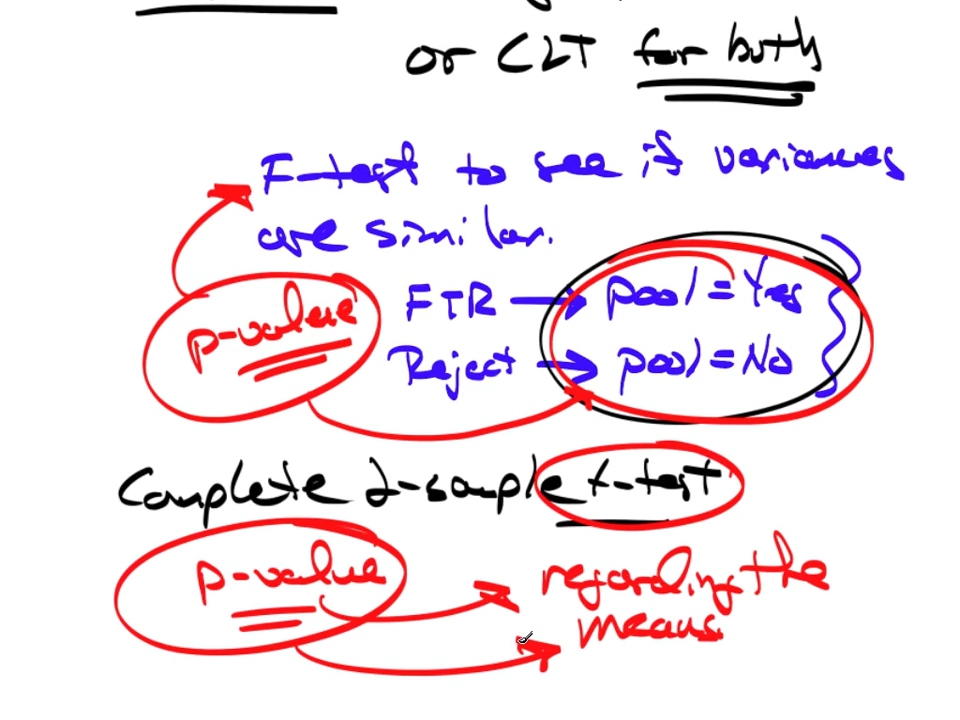 or CLT for both
F-test to see if variances
are similar.
p-value
FTR → pool = Yes
Reject → pool = No
Complete 2-sample t-test
p-value
regarding the
means.